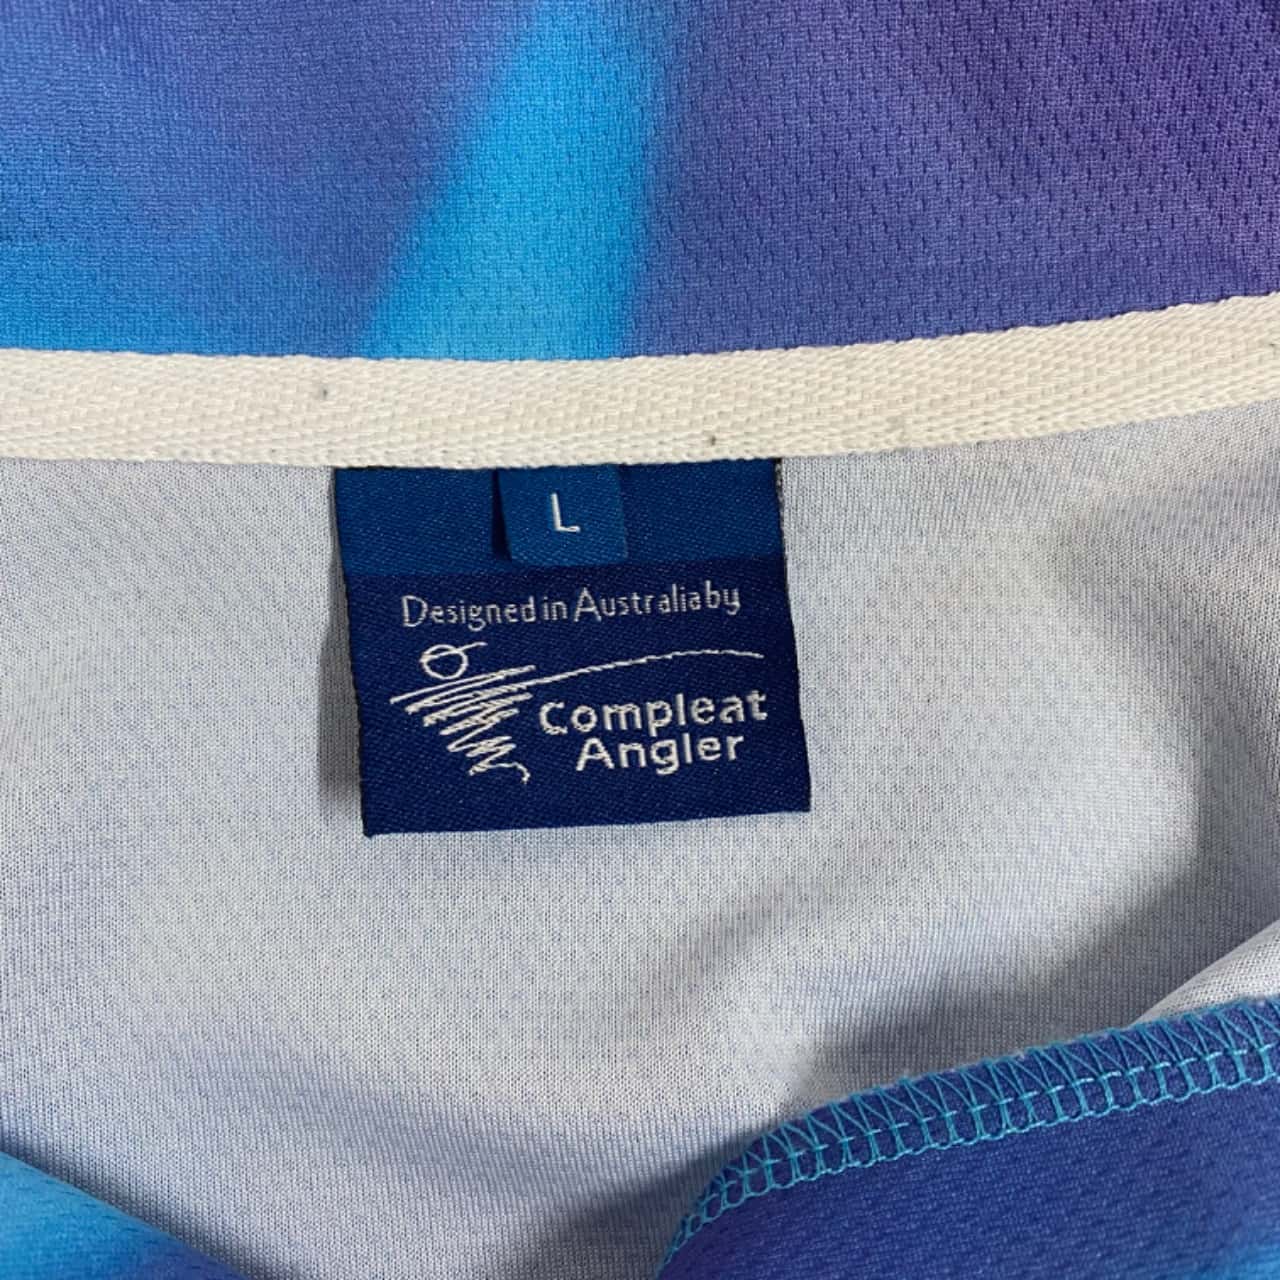 L
Designed in Australia by
Compleat
Angler